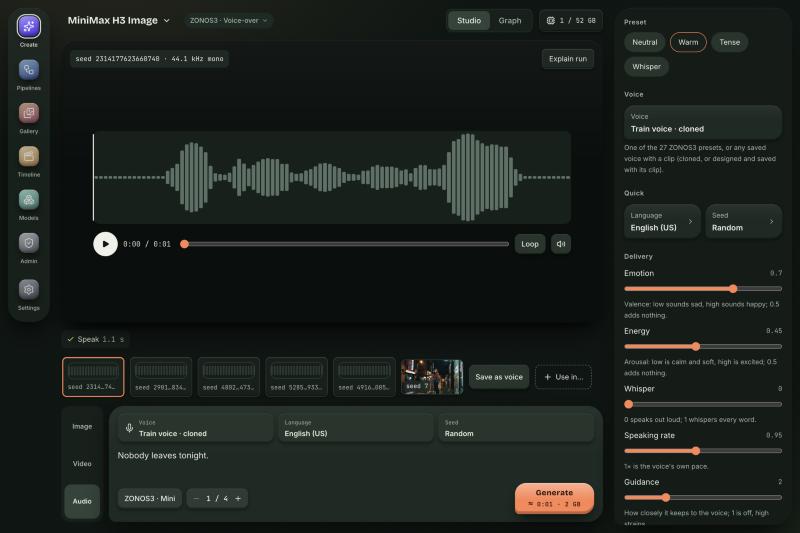 Create
Pipelines
Gallery
Timeline
Models
Admin
Settings
MiniMax H3 Image
ZONOS3 · Voice-over
Studio
Graph
1 / 52 GB
seed 2314177623660740 · 44.1 kHz mono
Explain run
0:00 / 0:01
Loop
Speak 1.1 s
seed 2314…74…
seed 2981…834…
seed 4882…473…
seed 5285…933…
seed 4916…085…
seed 7
Save as voice
+ Use in…
Image
Video
Audio
Voice
Train voice · cloned
Language
English (US)
Seed
Random
Nobody leaves tonight.
ZONOS3 · Mini
− 1 / 4 +
Generate
≈ 0:01 · 2 GB
Preset
Neutral
Warm
Tense
Whisper
Voice
Voice
Train voice · cloned
One of the 27 ZONOS3 presets, or any saved
voice with a clip (cloned, or designed and saved
with its clip).
Quick
Language
English (US)
Seed
Random
Delivery
Emotion 0.7
Valence: low sounds sad, high sounds happy; 0.5
adds nothing.
Energy 0.45
Arousal: low is calm and soft, high is excited; 0.5
adds nothing.
Whisper 0
0 speaks out loud; 1 whispers every word.
Speaking rate 0.95
1× is the voice's own pace.
Guidance 2
How closely it keeps to the voice; 1 is off, high
strains